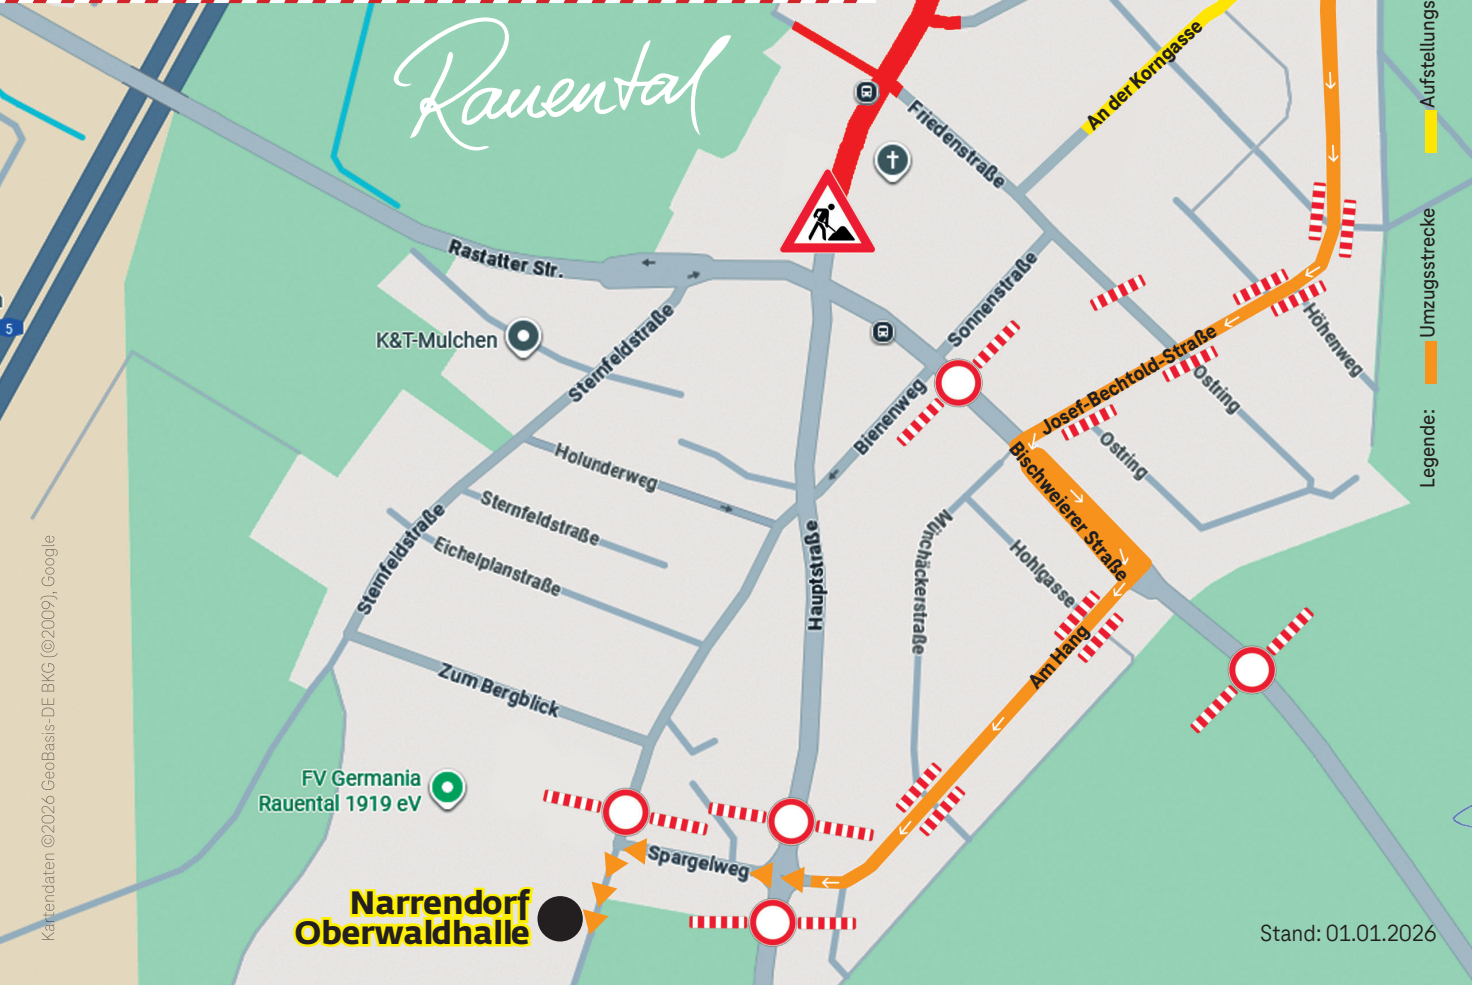 Rauental
An der Korngasse
Friedenstraße
Rastatter Str.
Sonnenstraße
K&T-Mulchen
Sternfeldstraße
Höhenweg
Josef-Bechtold-Straße
Ostring
Bienenweg
Ostring
Holunderweg
Bischweierer Straße
Sternfeldstraße
Münchäckerstraße
Hohlgasse
Eichelplanstraße
Sternfeldstraße
Hauptstraße
Am Hang
Zum Bergblick
FV Germania
Rauental 1919 eV
Spargelweg
Narrendorf
Oberwaldhalle
5
Legende:
Umzugsstrecke
Aufstellungs
Kartendaten ©2026 GeoBasis-DE BKG (©2009), Google
Stand: 01.01.2026